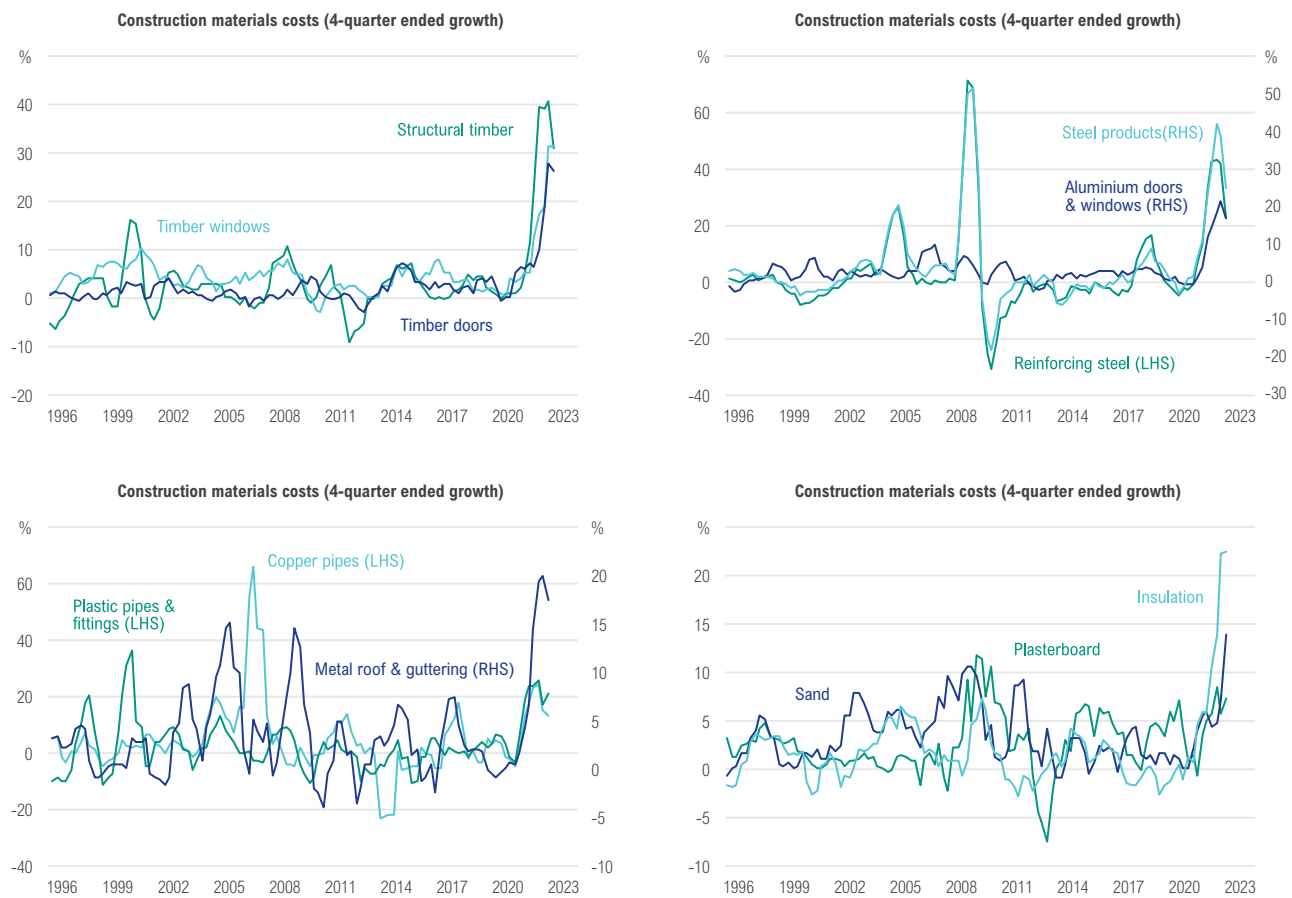 Construction materials costs (4-quarter ended growth)
%
40
30
20
10
0
-10
-20
Structural timber
Timber windows
Timber doors
1996 1999 2002 2005 2008 2011 2014 2017 2020 2023
Construction materials costs (4-quarter ended growth)
% %
60
40
20
0
-20
-40
50
40
30
20
10
0
-10
-20
-30
Steel products(RHS)
Aluminium doors
& windows (RHS)
Reinforcing steel (LHS)
1996 1999 2002 2005 2008 2011 2014 2017 2020 2023
Construction materials costs (4-quarter ended growth)
% %
60
40
20
0
-20
-40
20
15
10
5
0
-5
-10
Copper pipes (LHS)
Plastic pipes &
fittings (LHS)
Metal roof & guttering (RHS)
1996 1999 2002 2005 2008 2011 2014 2017 2020 2023
Construction materials costs (4-quarter ended growth)
%
20
15
10
5
0
-5
-10
Insulation
Plasterboard
Sand
1996 1999 2002 2005 2008 2011 2014 2017 2020 2023